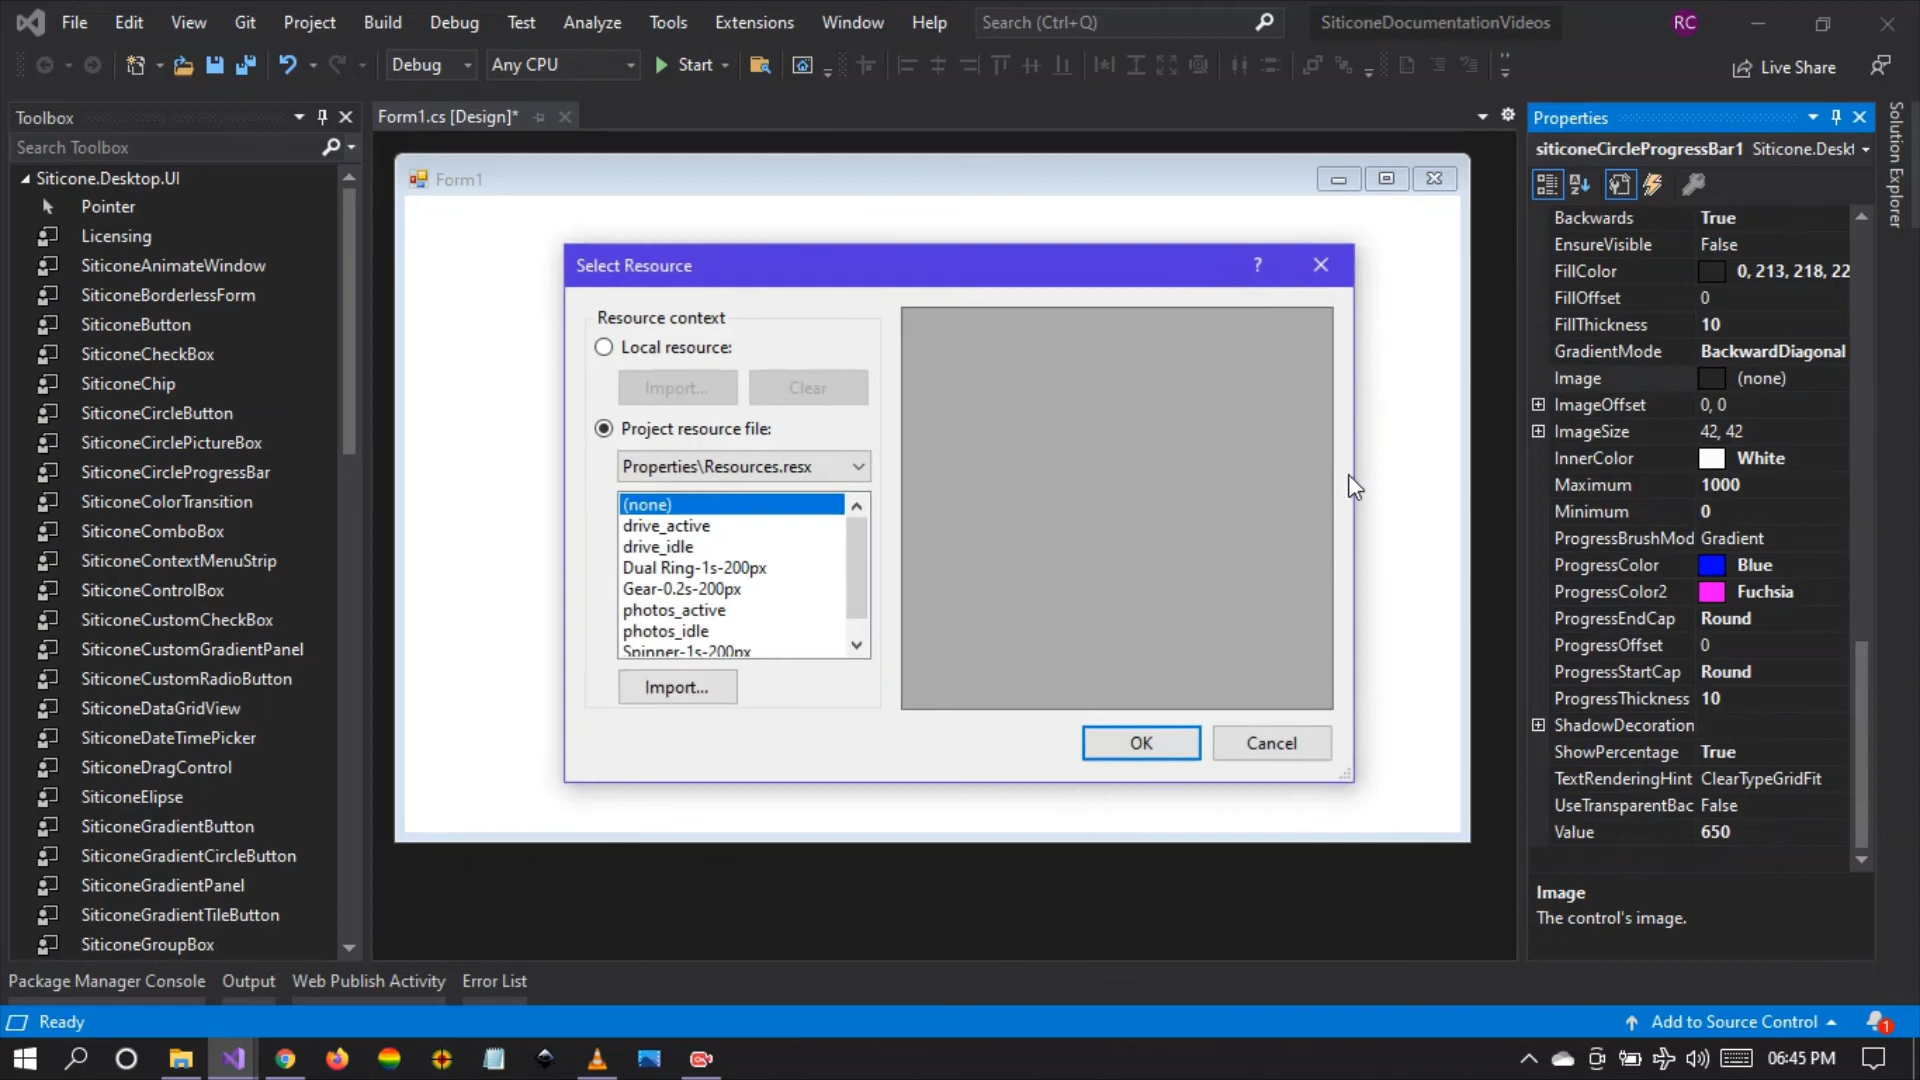 File Edit View Git Project Build Debug Test Analyze Tools Extensions Window Help Search (Ctrl+Q) SiticoneDocumentationVideos RC
Debug Any CPU Start Live Share
Toolbox
Search Toolbox
Siticone.Desktop.UI
Pointer
Licensing
SiticoneAnimateWindow
SiticoneBorderlessForm
SiticoneButton
SiticoneCheckBox
SiticoneChip
SiticoneCircleButton
SiticoneCirclePictureBox
SiticoneCircleProgressBar
SiticoneColorTransition
SiticoneComboBox
SiticoneContextMenuStrip
SiticoneControlBox
SiticoneCustomCheckBox
SiticoneCustomGradientPanel
SiticoneCustomRadioButton
SiticoneDataGridView
SiticoneDateTimePicker
SiticoneDragControl
SiticoneElipse
SiticoneGradientButton
SiticoneGradientCircleButton
SiticoneGradientPanel
SiticoneGradientTileButton
SiticoneGroupBox
Form1.cs [Design]*
Form1
Select Resource ?
Resource context
Local resource:
Import... Clear
Project resource file:
Properties\Resources.resx
(none)
drive_active
drive_idle
Dual Ring-1s-200px
Gear-0.2s-200px
photos_active
photos_idle
Spinner-1s-200px
Import...
OK Cancel
Properties
siticoneCircleProgressBar1 Siticone.Deskt
Backwards True
EnsureVisible False
FillColor 0, 213, 218, 22
FillOffset 0
FillThickness 10
GradientMode BackwardDiagonal
Image (none)
ImageOffset 0, 0
ImageSize 42, 42
InnerColor White
Maximum 1000
Minimum 0
ProgressBrushMod Gradient
ProgressColor Blue
ProgressColor2 Fuchsia
ProgressEndCap Round
ProgressOffset 0
ProgressStartCap Round
ProgressThickness 10
ShadowDecoration
ShowPercentage True
TextRenderingHint ClearTypeGridFit
UseTransparentBac False
Value 650
Image
The control's image.
Solution Explorer
Package Manager Console Output Web Publish Activity Error List
Ready Add to Source Control 1
06:45 PM